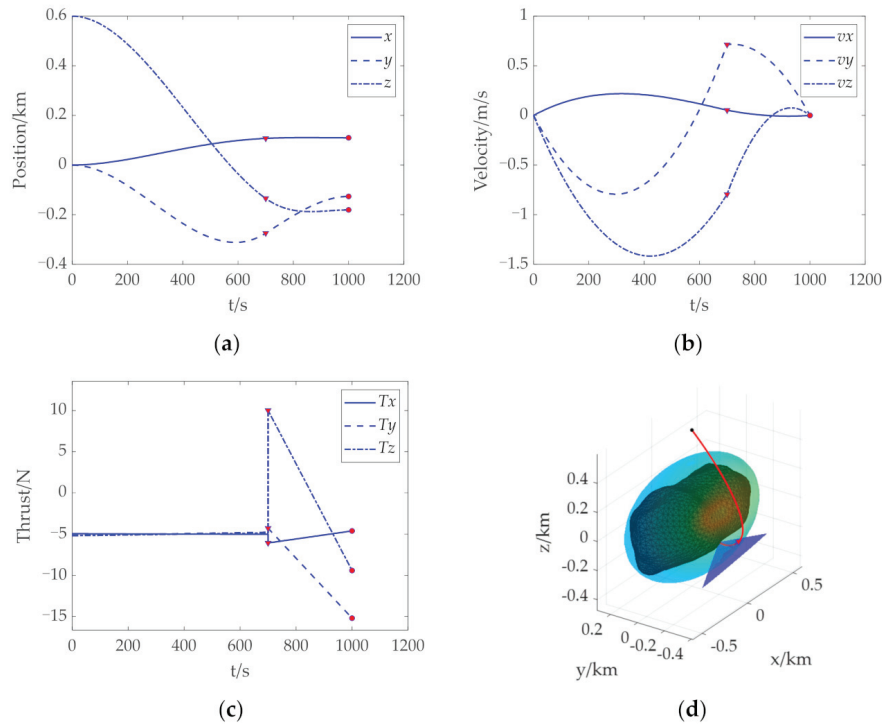 0.6
0.4
0.2
0
−0.2
−0.4
Position/km
x
y
z
0 200 400 600 800 1000 1200
t/s
(a)
1
0.5
0
−0.5
−1
−1.5
Velocity/m/s
vx
vy
vz
0 200 400 600 800 1000 1200
t/s
(b)
10
5
0
−5
−10
−15
Thrust/N
Tx
Ty
Tz
0 200 400 600 800 1000 1200
t/s
(c)
0.4
0.2
0
-0.2
-0.4
z/km
0.2
0
-0.2
-0.4
y/km
-0.5
0
0.5
x/km
(d)